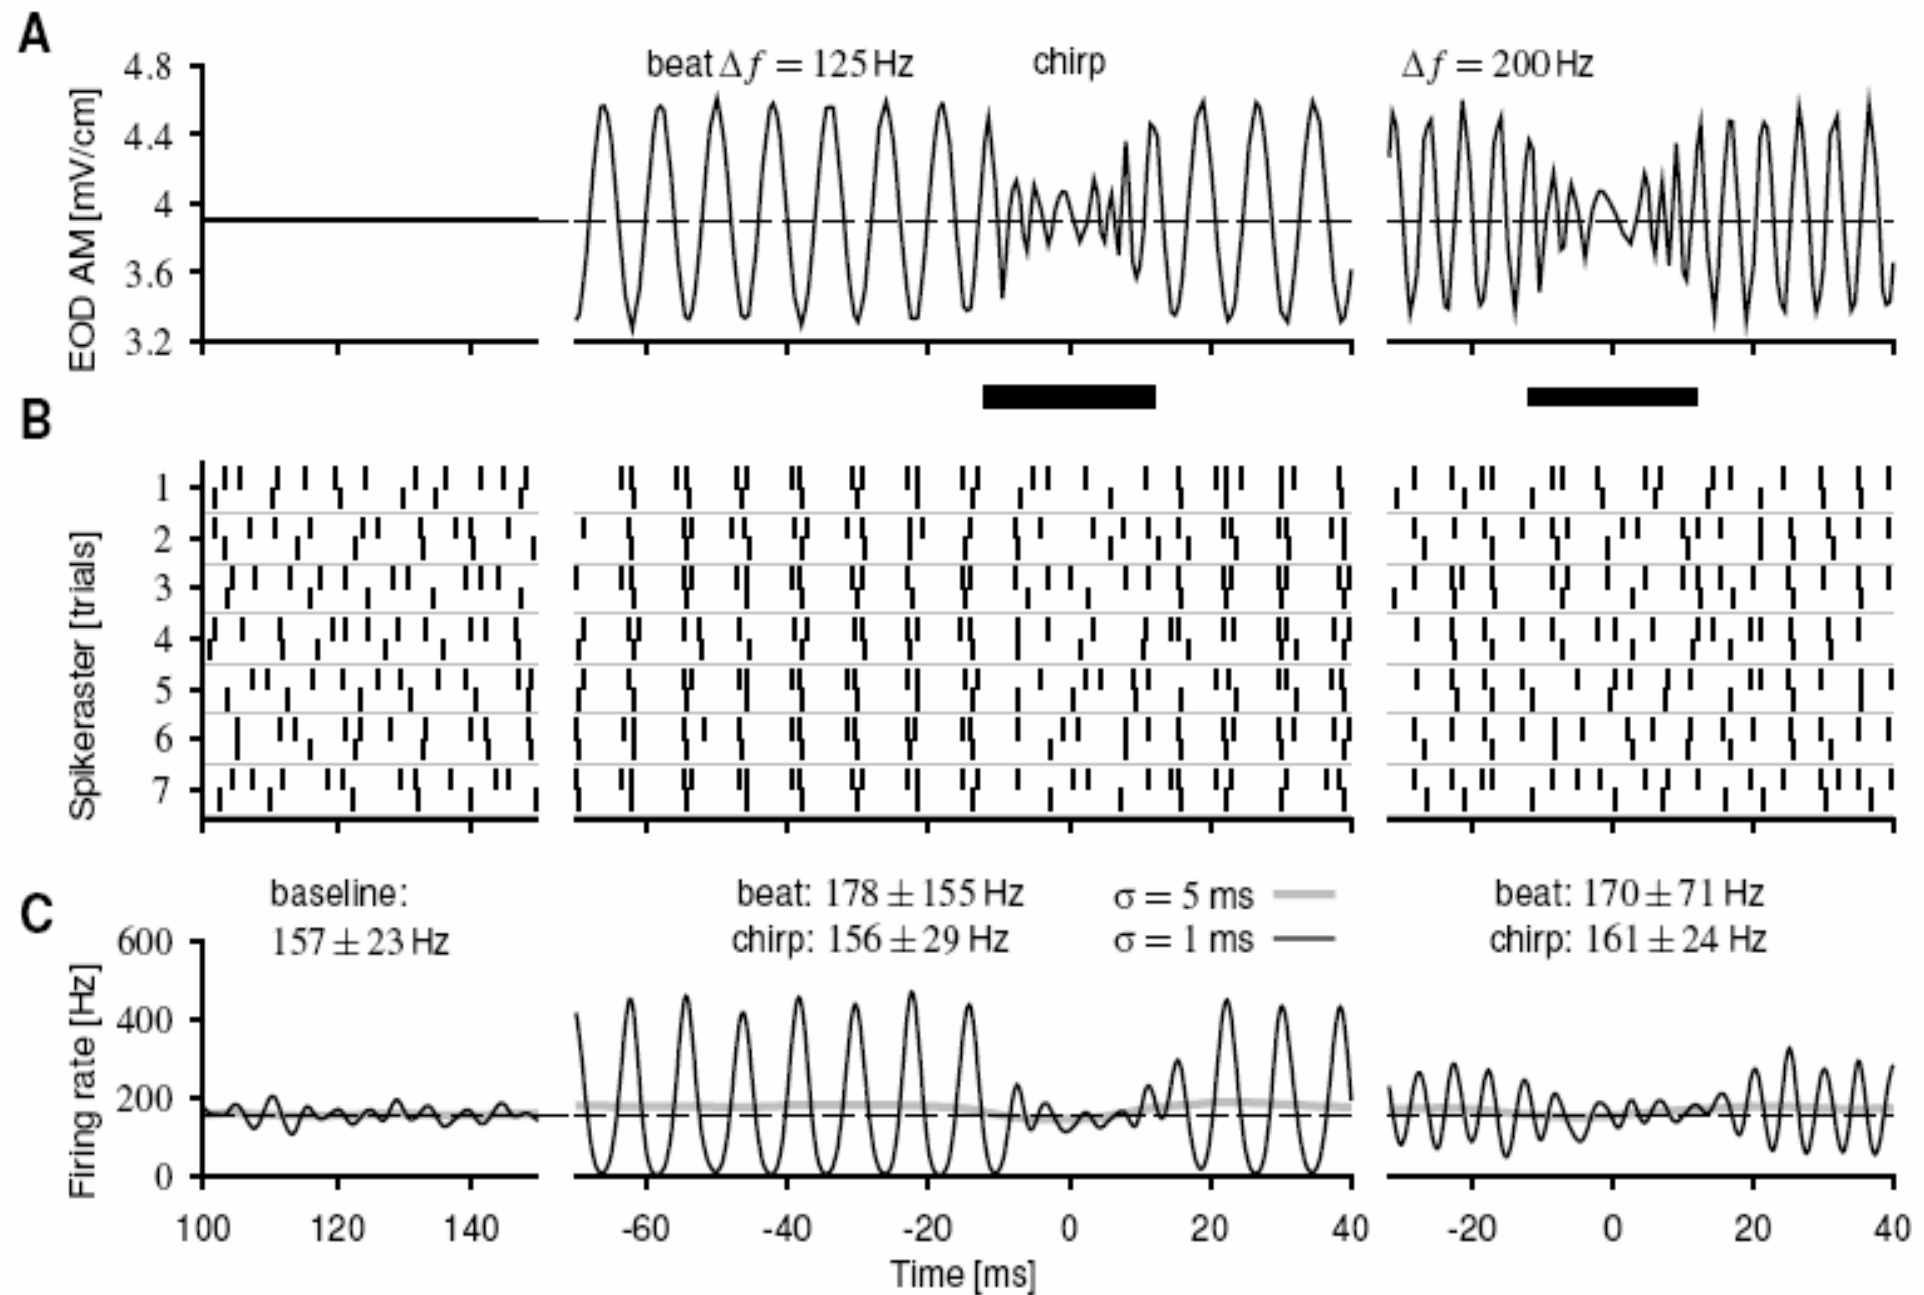 A
EOD AM [mV/cm]
4.8
4.4
4
3.6
3.2
beat Δf = 125 Hz
chirp
Δf = 200 Hz
B
Spikeraster [trials]
1
2
3
4
5
6
7
C
Firing rate [Hz]
600
400
200
0
baseline:
157 ± 23 Hz
beat: 178 ± 155 Hz
chirp: 156 ± 29 Hz
σ = 5 ms
σ = 1 ms
beat: 170 ± 71 Hz
chirp: 161 ± 24 Hz
100 120 140 -60 -40 -20 0 20 40 -20 0 20 40
Time [ms]